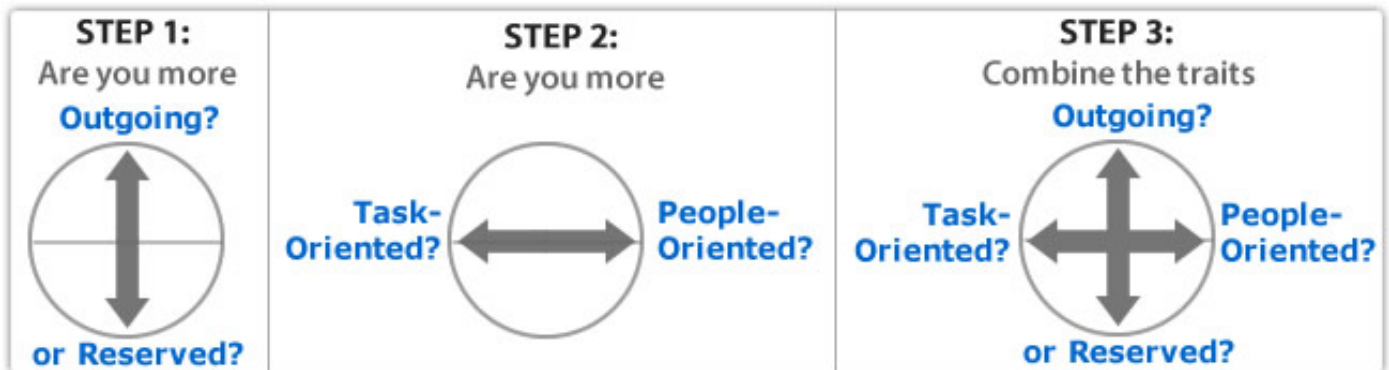 STEP 1:
Are you more
Outgoing?
or Reserved?
STEP 2:
Are you more
Task-
Oriented?
People-
Oriented?
STEP 3:
Combine the traits
Outgoing?
Task-
Oriented?
People-
Oriented?
or Reserved?